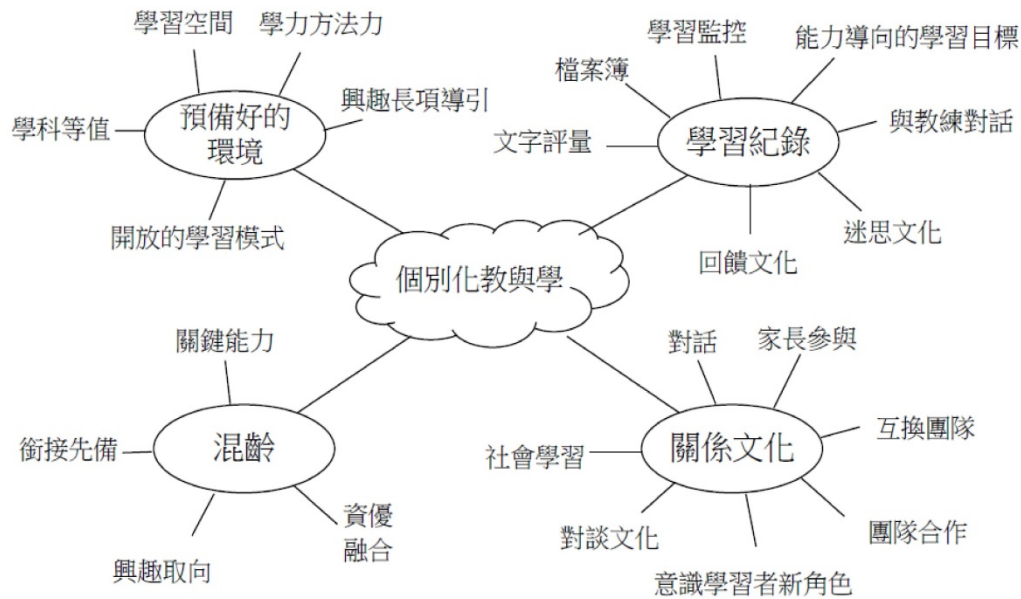 學習空間
學力方法力
興趣長項導引
學科等值
預備好的
環境
開放的學習模式
學習監控
能力導向的學習目標
檔案簿
與教練對話
文字評量
學習紀錄
迷思文化
回饋文化
個別化教與學
關鍵能力
銜接先備
混齡
資優
融合
興趣取向
對話
家長參與
互換團隊
社會學習
關係文化
團隊合作
對談文化
意識學習者新角色